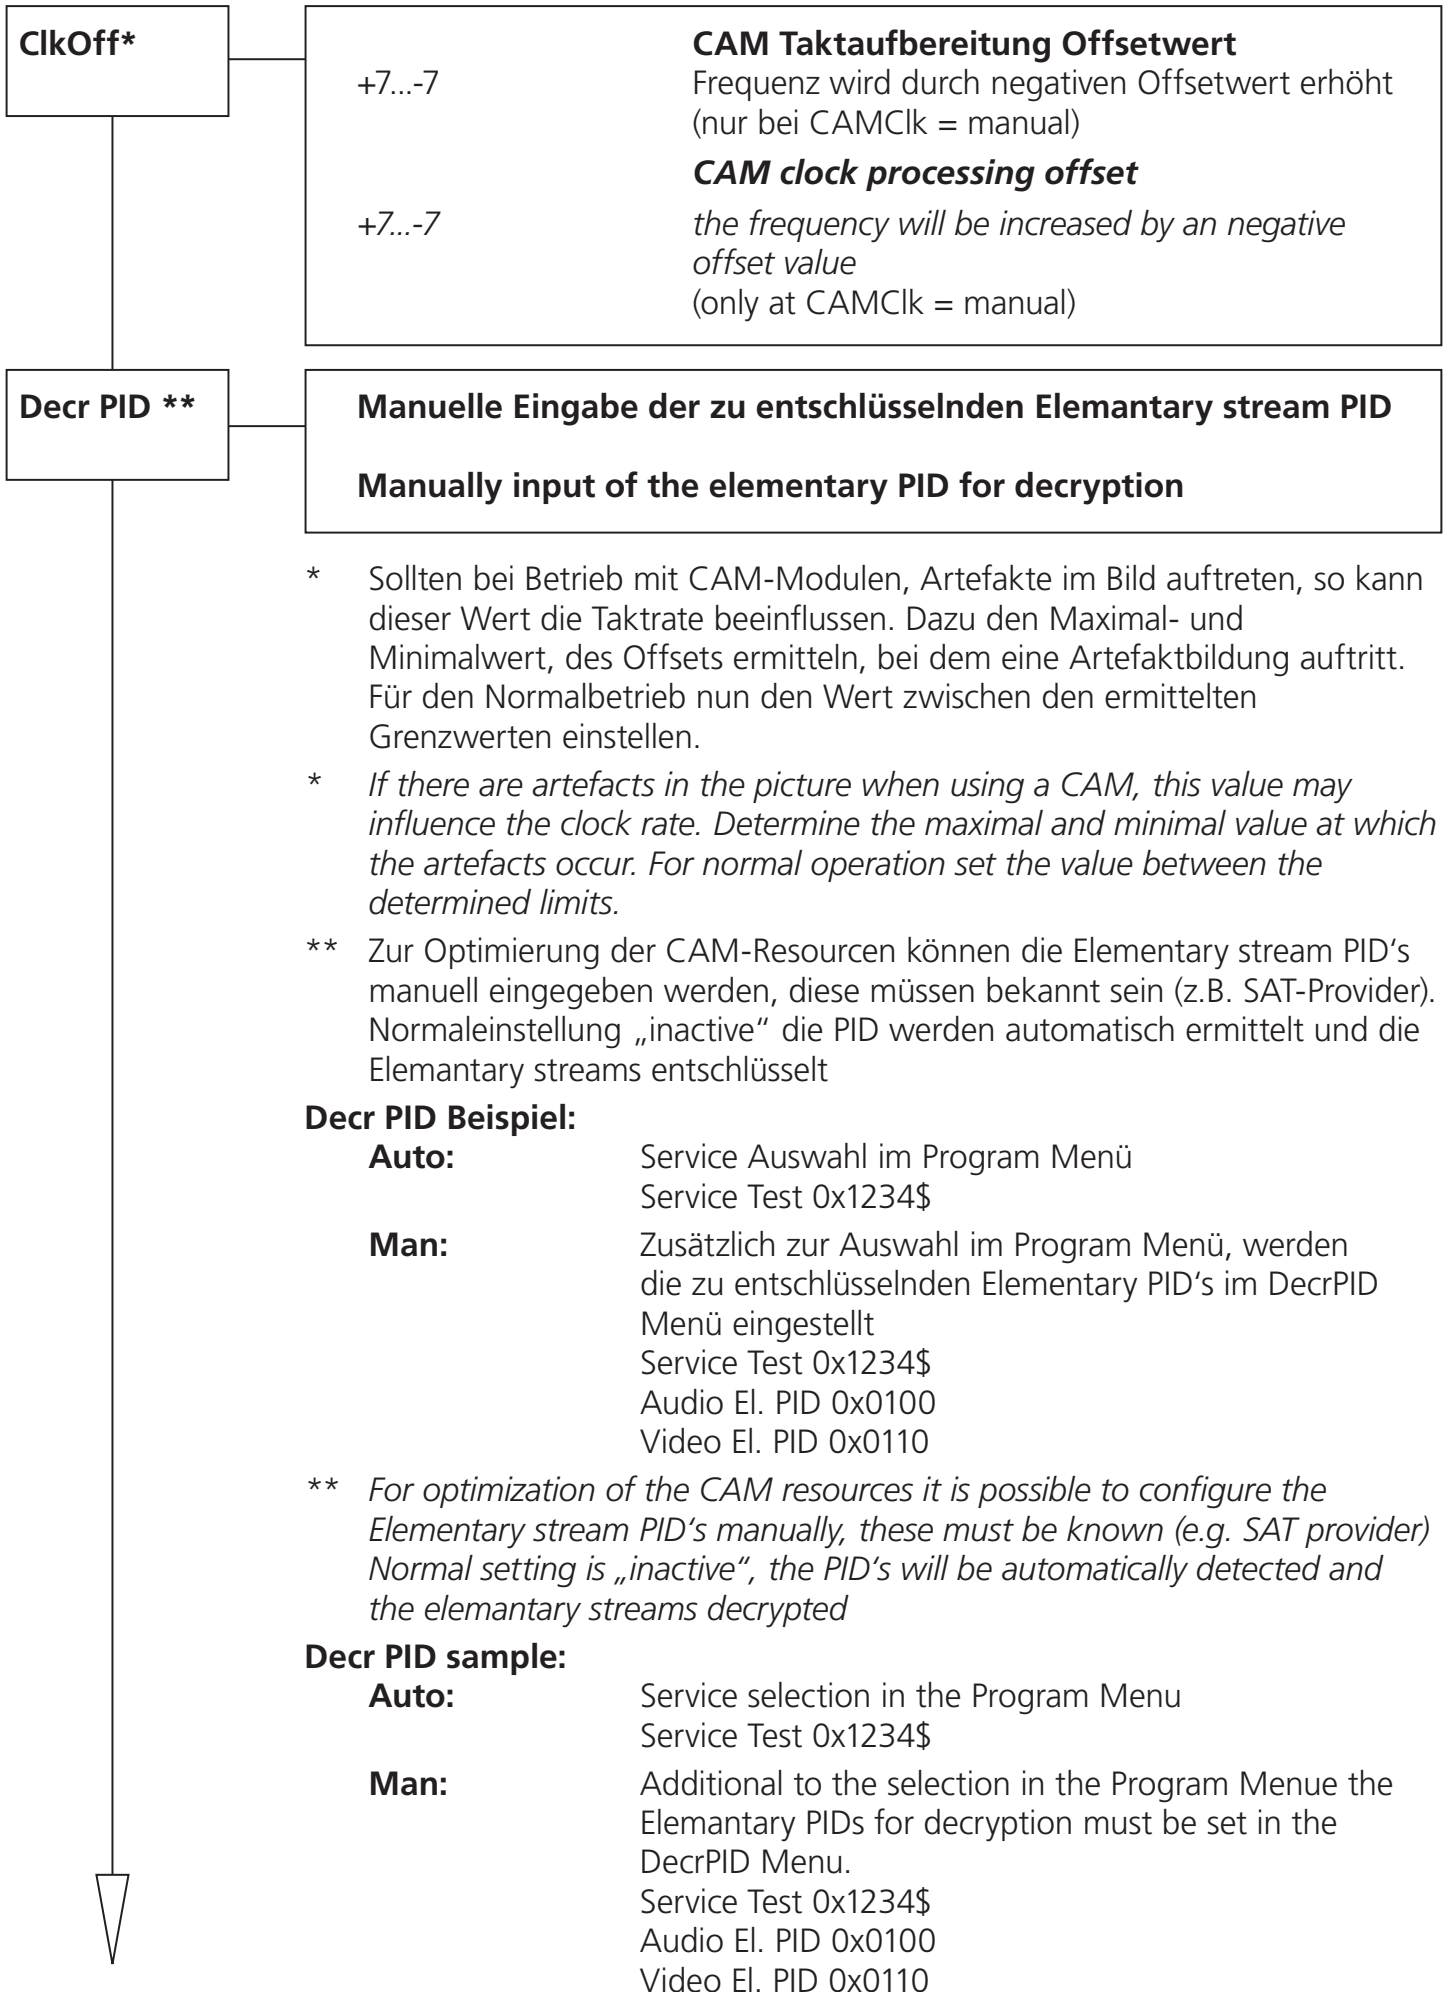 ClkOff*
CAM Taktaufbereitung Offsetwert
+7...-7 Frequenz wird durch negativen Offsetwert erhöht
(nur bei CAMClk = manual)
CAM clock processing offset
+7...-7 the frequency will be increased by an negative
offset value
(only at CAMClk = manual)
Decr PID **
Manuelle Eingabe der zu entschlüsselnden Elemantary stream PID
Manually input of the elementary PID for decryption
* Sollten bei Betrieb mit CAM-Modulen, Artefakte im Bild auftreten, so kann
dieser Wert die Taktrate beeinflussen. Dazu den Maximal- und
Minimalwert, des Offsets ermitteln, bei dem eine Artefaktbildung auftritt.
Für den Normalbetrieb nun den Wert zwischen den ermittelten
Grenzwerten einstellen.
* If there are artefacts in the picture when using a CAM, this value may
influence the clock rate. Determine the maximal and minimal value at which
the artefacts occur. For normal operation set the value between the
determined limits.
** Zur Optimierung der CAM-Resourcen können die Elementary stream PID‘s
manuell eingegeben werden, diese müssen bekannt sein (z.B. SAT-Provider).
Normaleinstellung „inactive“ die PID werden automatisch ermittelt und die
Elemantary streams entschlüsselt
Decr PID Beispiel:
Auto: Service Auswahl im Program Menü
Service Test 0x1234$
Man: Zusätzlich zur Auswahl im Program Menü, werden
die zu entschlüsselnden Elementary PID‘s im DecrPID
Menü eingestellt
Service Test 0x1234$
Audio El. PID 0x0100
Video El. PID 0x0110
** For optimization of the CAM resources it is possible to configure the
Elementary stream PID‘s manually, these must be known (e.g. SAT provider)
Normal setting is „inactive“, the PID‘s will be automatically detected and
the elemantary streams decrypted
Decr PID sample:
Auto: Service selection in the Program Menu
Service Test 0x1234$
Man: Additional to the selection in the Program Menue the
Elemantary PIDs for decryption must be set in the
DecrPID Menu.
Service Test 0x1234$
Audio El. PID 0x0100
Video El. PID 0x0110